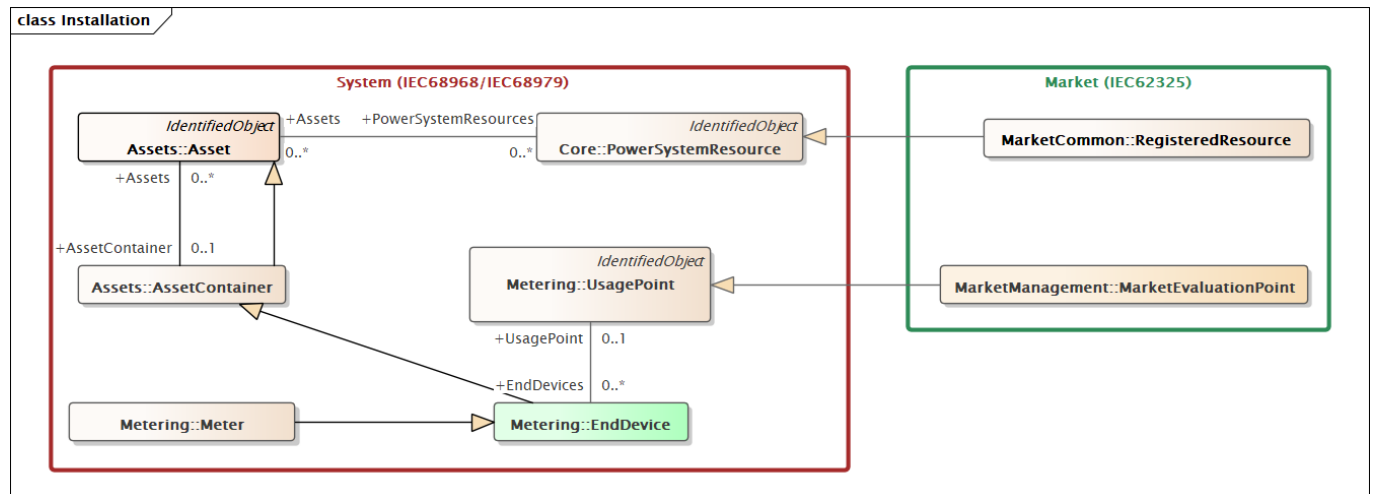 class Installation
System (IEC68968/IEC68979)
Market (IEC62325)
IdentifiedObject
Assets::Asset
+Assets
+PowerSystemResources
0..*
0..*
IdentifiedObject
Core::PowerSystemResource
MarketCommon::RegisteredResource
+Assets
0..*
+AssetContainer
0..1
Assets::AssetContainer
IdentifiedObject
Metering::UsagePoint
MarketManagement::MarketEvaluationPoint
+UsagePoint
0..1
+EndDevices
0..*
Metering::Meter
Metering::EndDevice